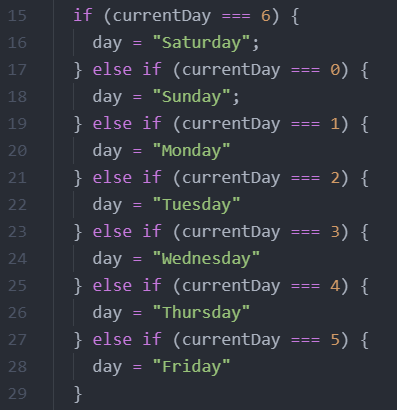 15 if (currentDay === 6) {
16 day = "Saturday";
17 } else if (currentDay === 0) {
18 day = "Sunday";
19 } else if (currentDay === 1) {
20 day = "Monday"
21 } else if (currentDay === 2) {
22 day = "Tuesday"
23 } else if (currentDay === 3) {
24 day = "Wednesday"
25 } else if (currentDay === 4) {
26 day = "Thursday"
27 } else if (currentDay === 5) {
28 day = "Friday"
29 }